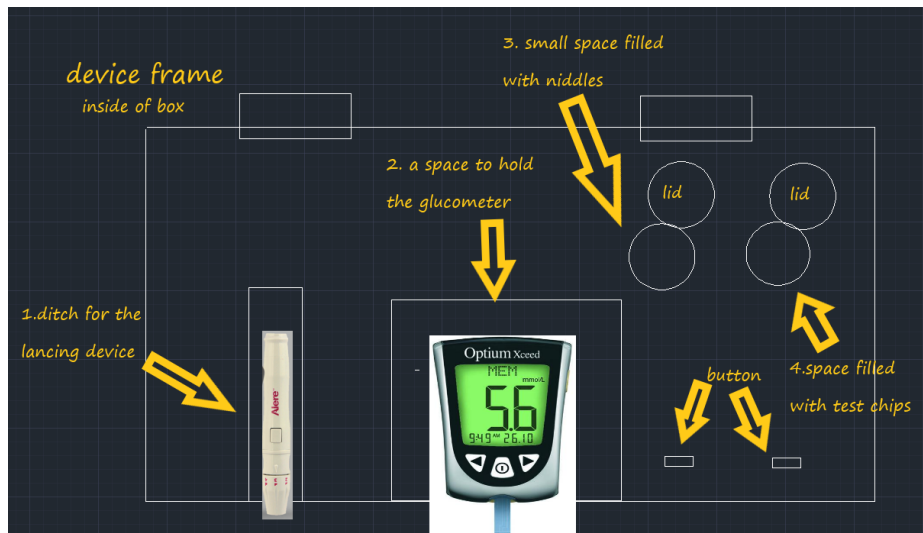 device frame
inside of box
3. small space filled
with niddles
2. a space to hold
the glucometer
lid
lid
1.ditch for the
lancing device
Alere
Optium Xceed
MEM
mmo/L
5.6
9:49 AM 26.10
button
4.space filled
with test chips